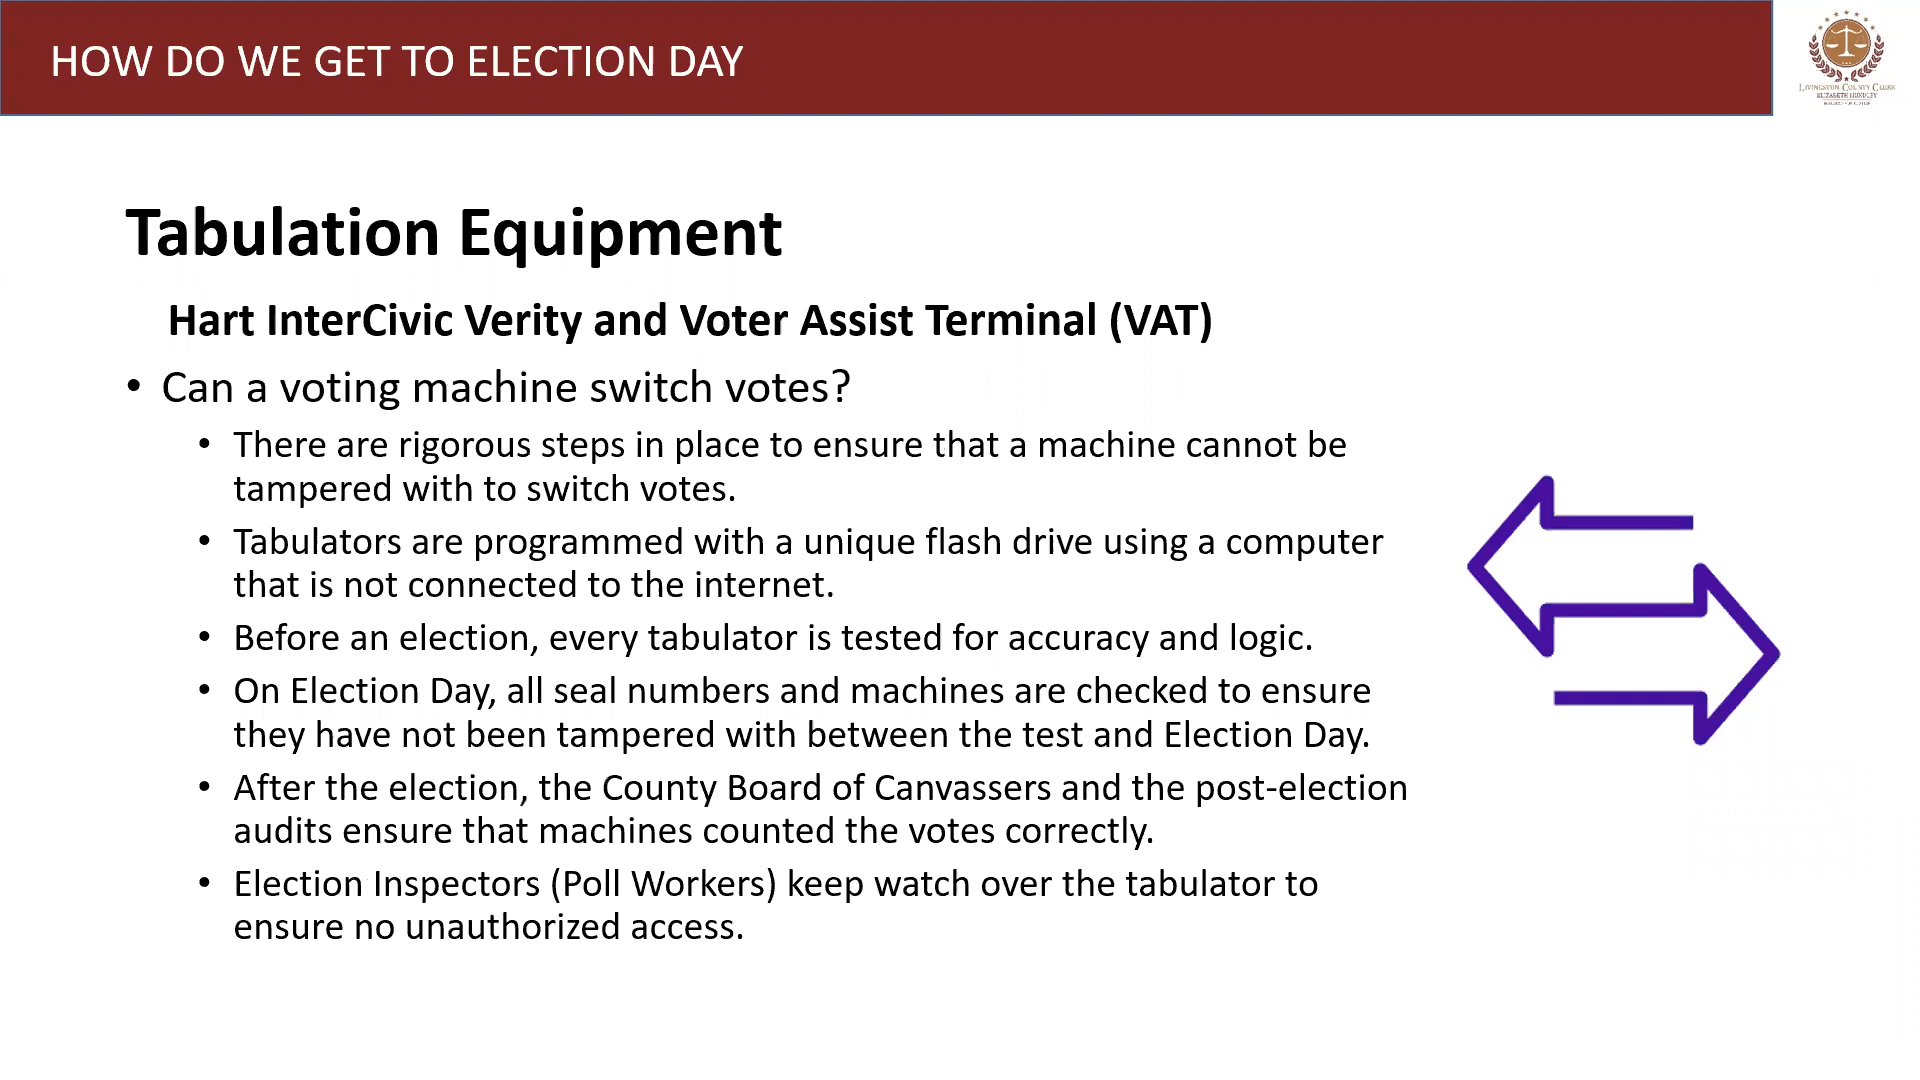 HOW DO WE GET TO ELECTION DAY
LIVINGSTON COUNTY CLERK
ELIZABETH HUNDLEY
Tabulation Equipment
Hart InterCivic Verity and Voter Assist Terminal (VAT)
• Can a voting machine switch votes?
• There are rigorous steps in place to ensure that a machine cannot be
tampered with to switch votes.
• Tabulators are programmed with a unique flash drive using a computer
that is not connected to the internet.
• Before an election, every tabulator is tested for accuracy and logic.
• On Election Day, all seal numbers and machines are checked to ensure
they have not been tampered with between the test and Election Day.
• After the election, the County Board of Canvassers and the post-election
audits ensure that machines counted the votes correctly.
• Election Inspectors (Poll Workers) keep watch over the tabulator to
ensure no unauthorized access.